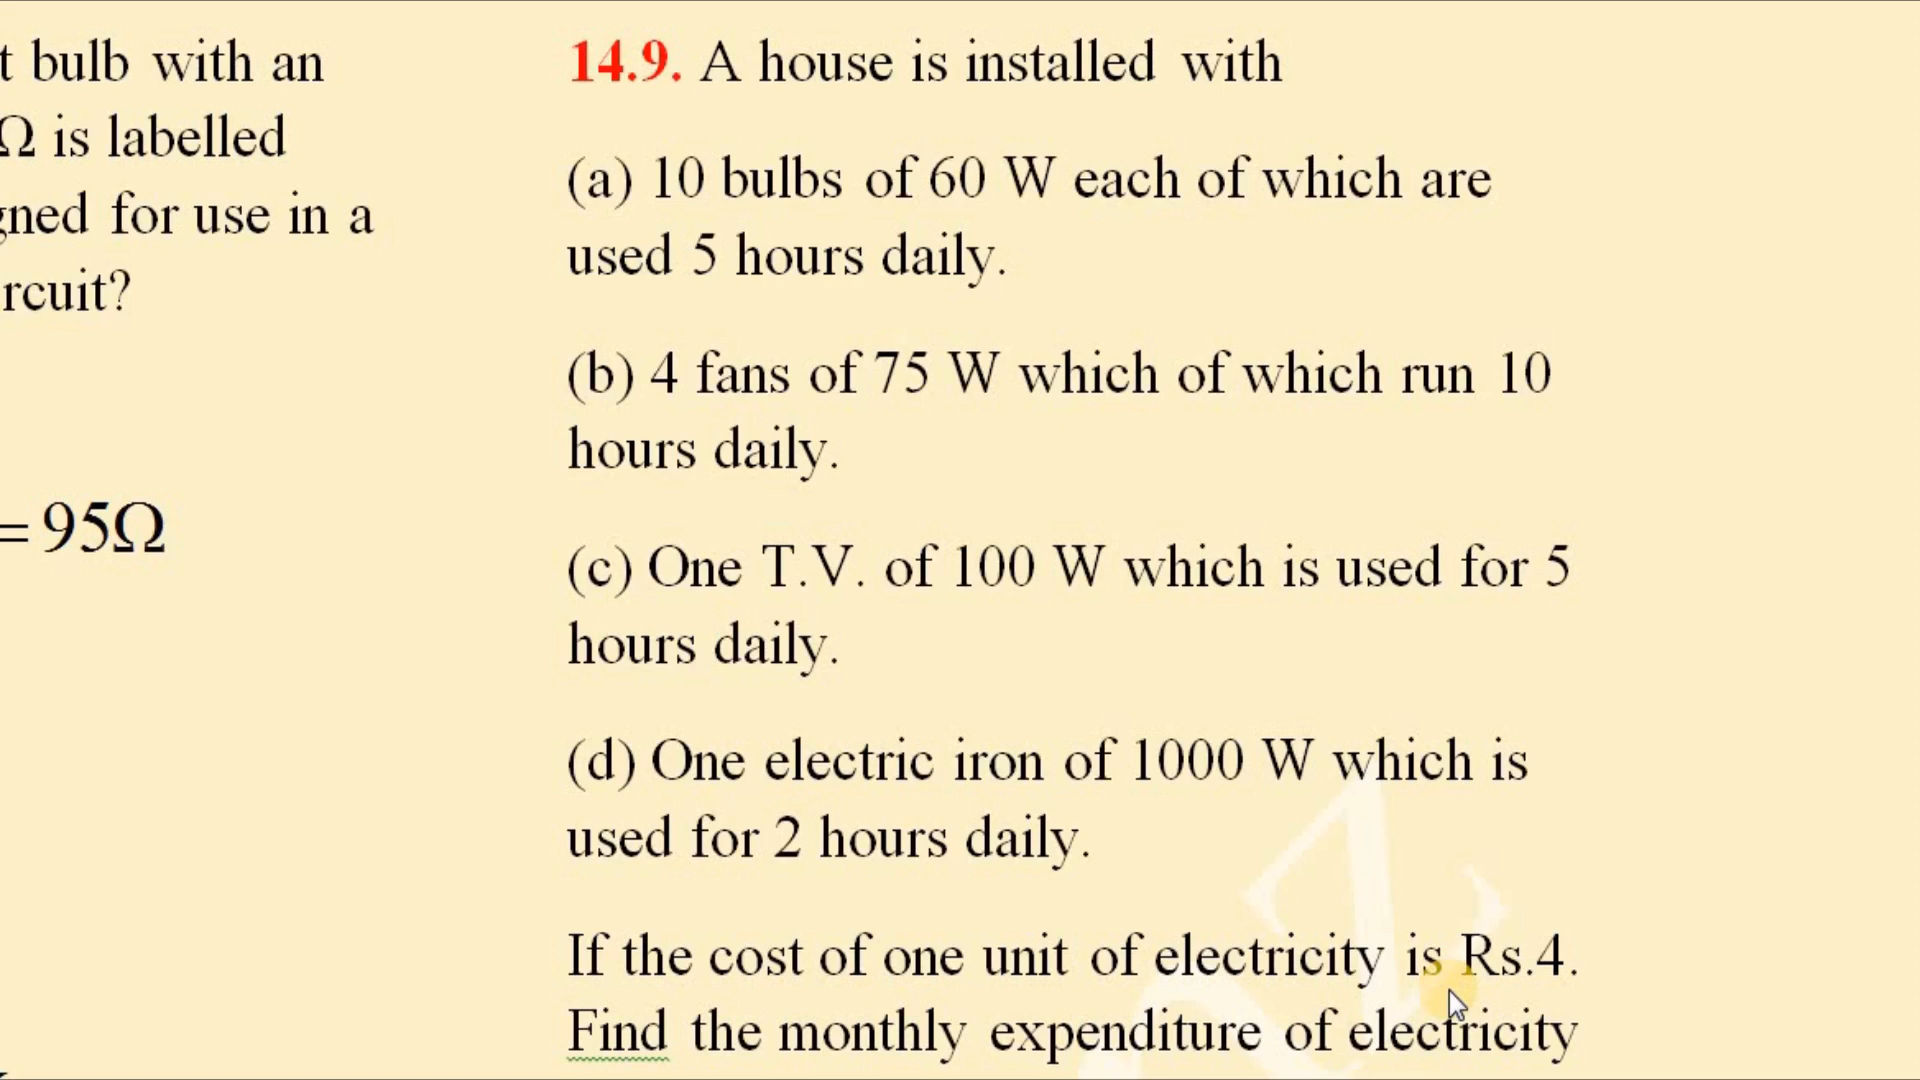 t bulb with an
Ω is labelled
gned for use in a
rcuit?
= 95Ω
14.9. A house is installed with
(a) 10 bulbs of 60 W each of which are
used 5 hours daily.
(b) 4 fans of 75 W which of which run 10
hours daily.
(c) One T.V. of 100 W which is used for 5
hours daily.
(d) One electric iron of 1000 W which is
used for 2 hours daily.
If the cost of one unit of electricity is Rs.4.
Find the monthly expenditure of electricity